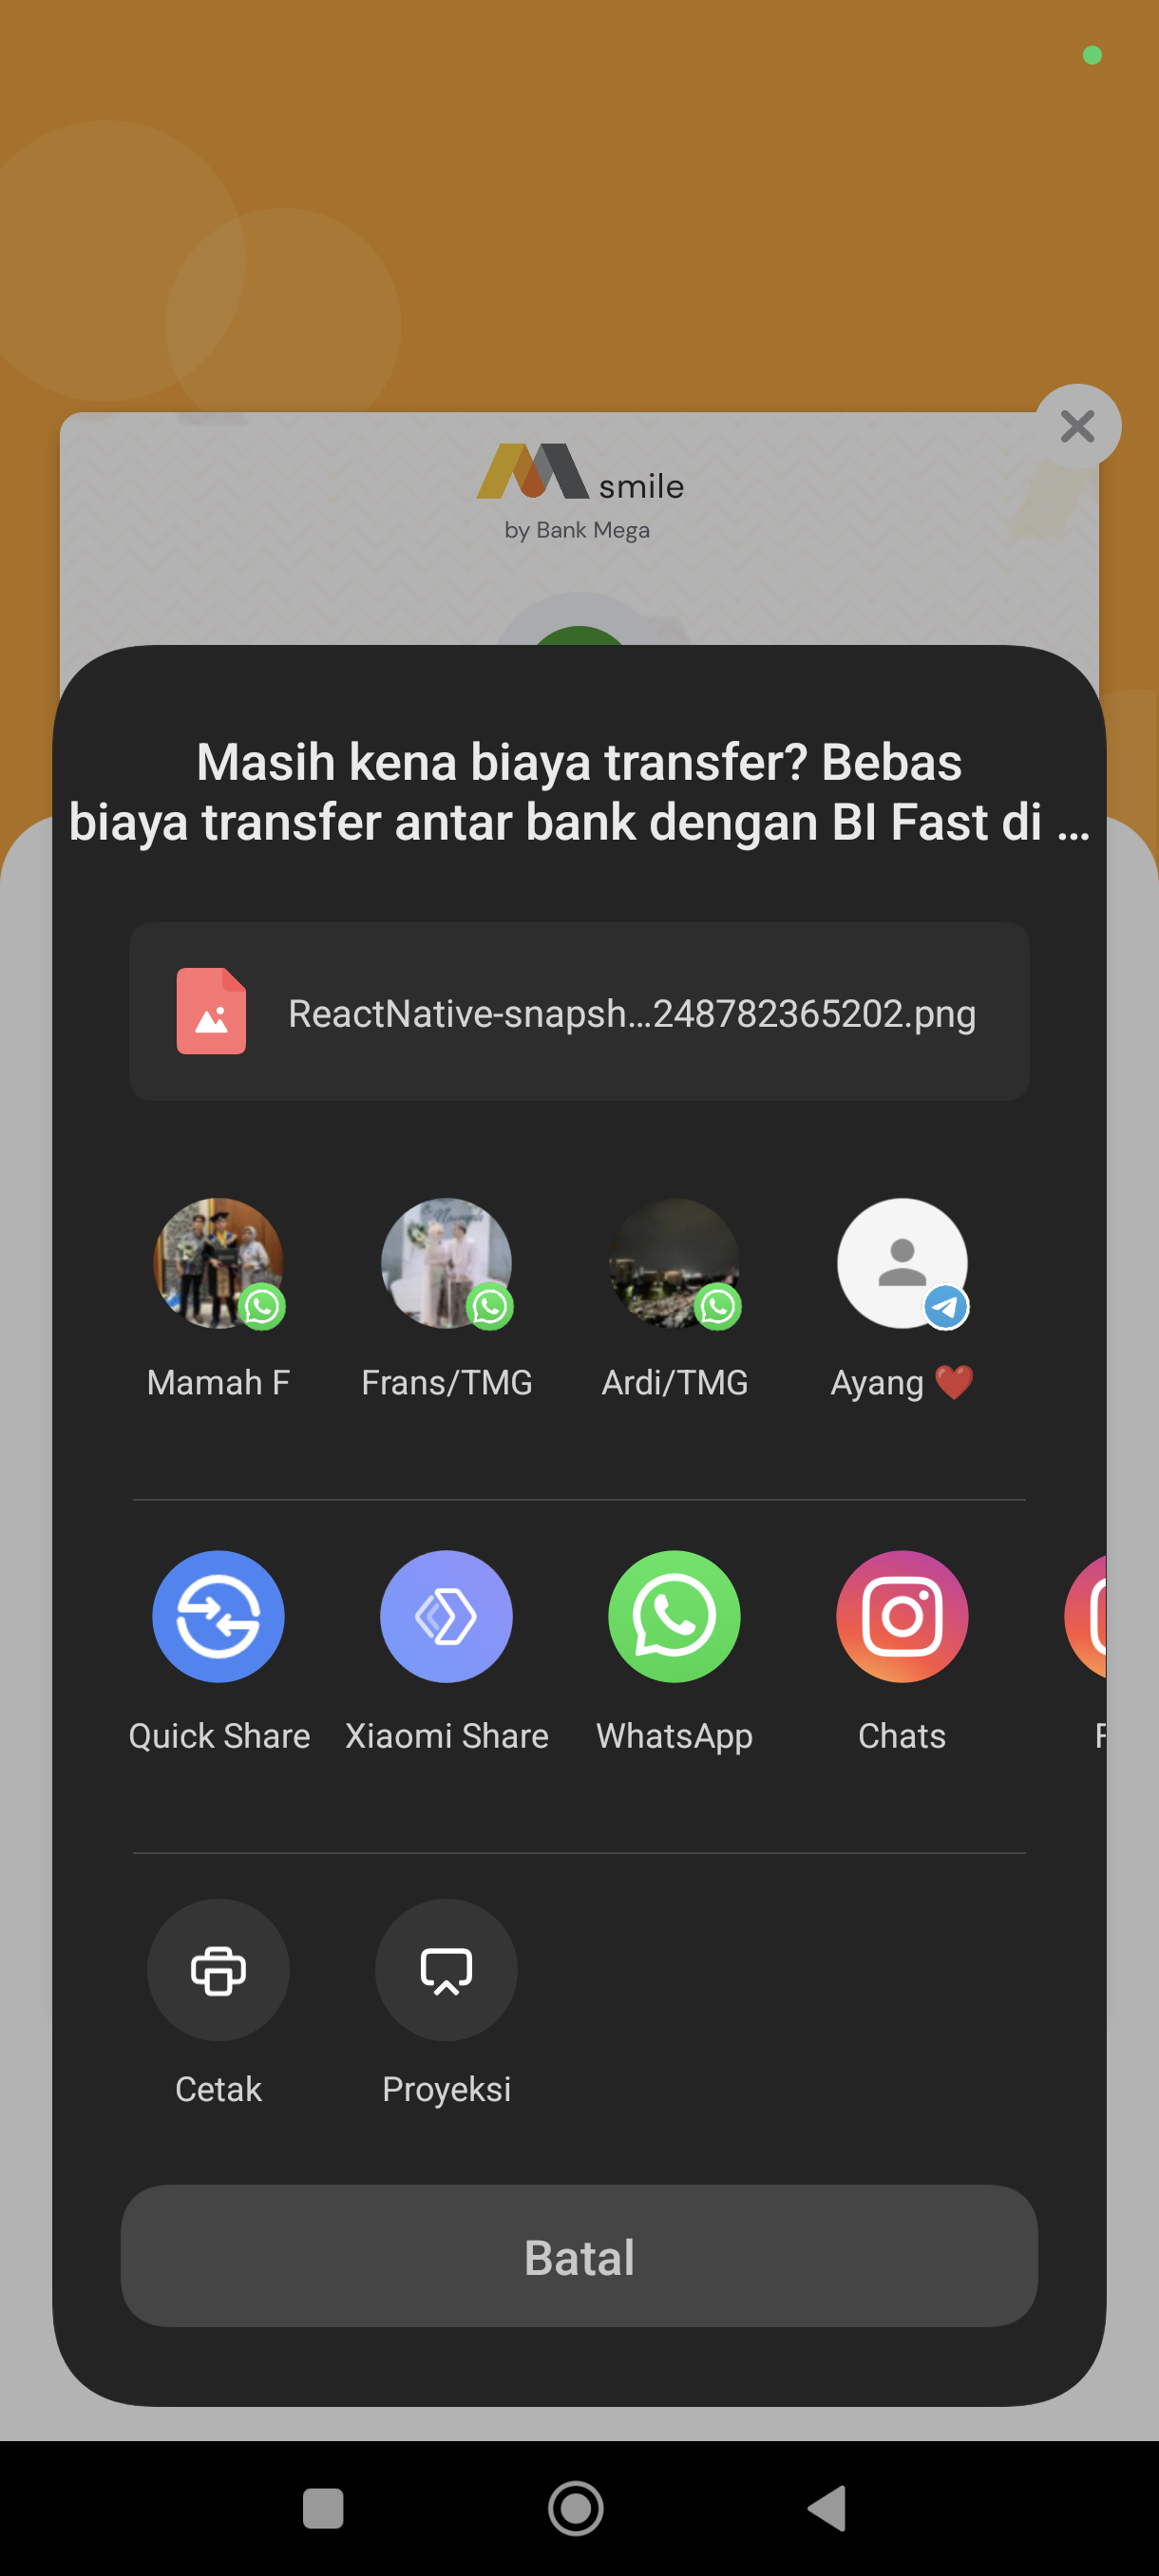 smile
by Bank Mega
Masih kena biaya transfer? Bebas
biaya transfer antar bank dengan BI Fast di ...
ReactNative-snapsh...248782365202.png
Mamah F
Frans/TMG
Ardi/TMG
Ayang ❤️
Quick Share
Xiaomi Share
WhatsApp
Chats
Cetak
Proyeksi
Batal